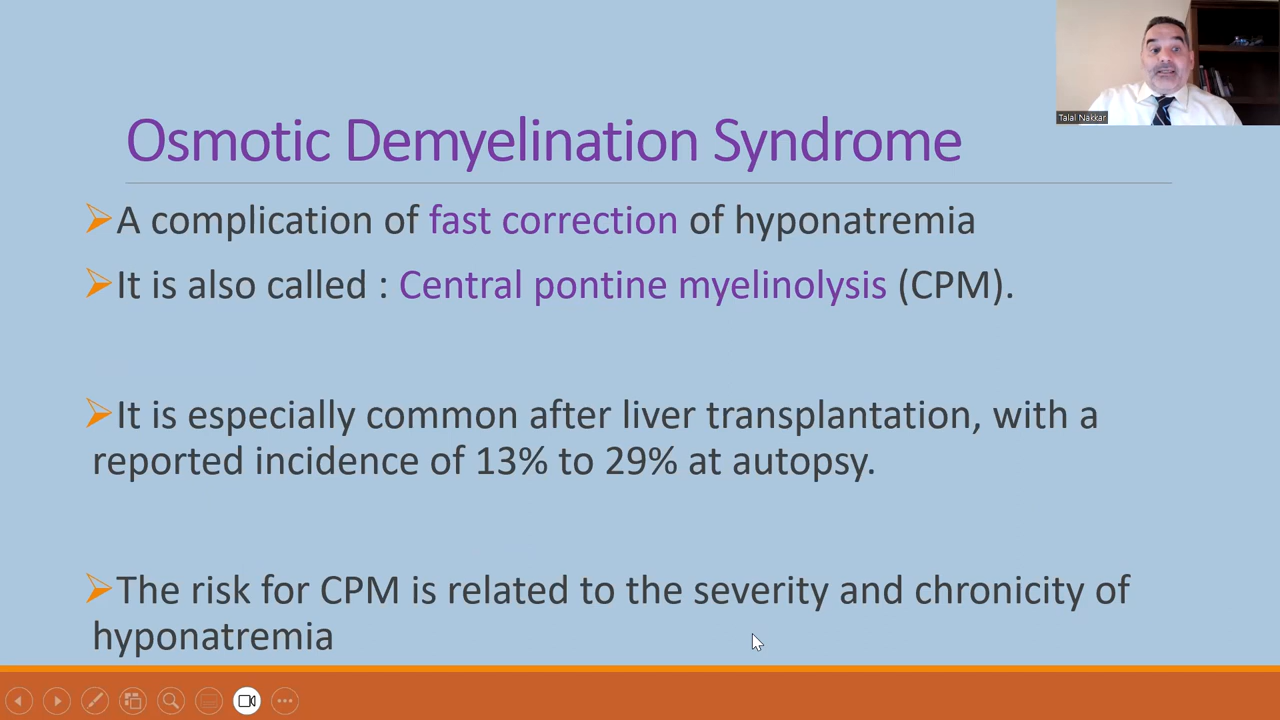 Talal Nakkar
Osmotic Demyelination Syndrome
A complication of fast correction of hyponatremia
It is also called : Central pontine myelinolysis (CPM).
It is especially common after liver transplantation, with a
reported incidence of 13% to 29% at autopsy.
The risk for CPM is related to the severity and chronicity of
hyponatremia